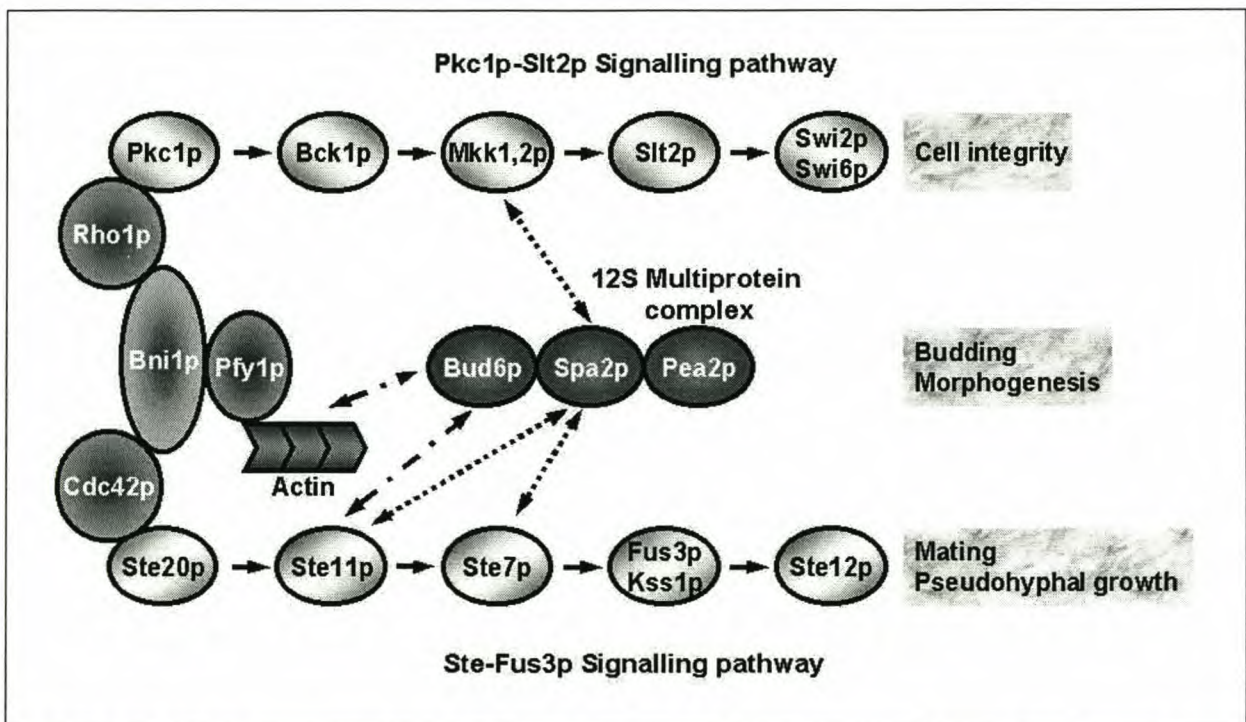 Pkc1p-Slt2p Signalling pathway
Pkc1p
Bck1p
Mkk1,2p
Slt2p
Swi2p
Swi6p
Cell integrity
Rho1p
12S Multiprotein
complex
Bni1p
Pfy1p
Bud6p
Spa2p
Pea2p
Budding
Morphogenesis
Actin
Cdc42p
Ste20p
Ste11p
Ste7p
Fus3p
Kss1p
Ste12p
Mating
Pseudohyphal growth
Ste-Fus3p Signalling pathway